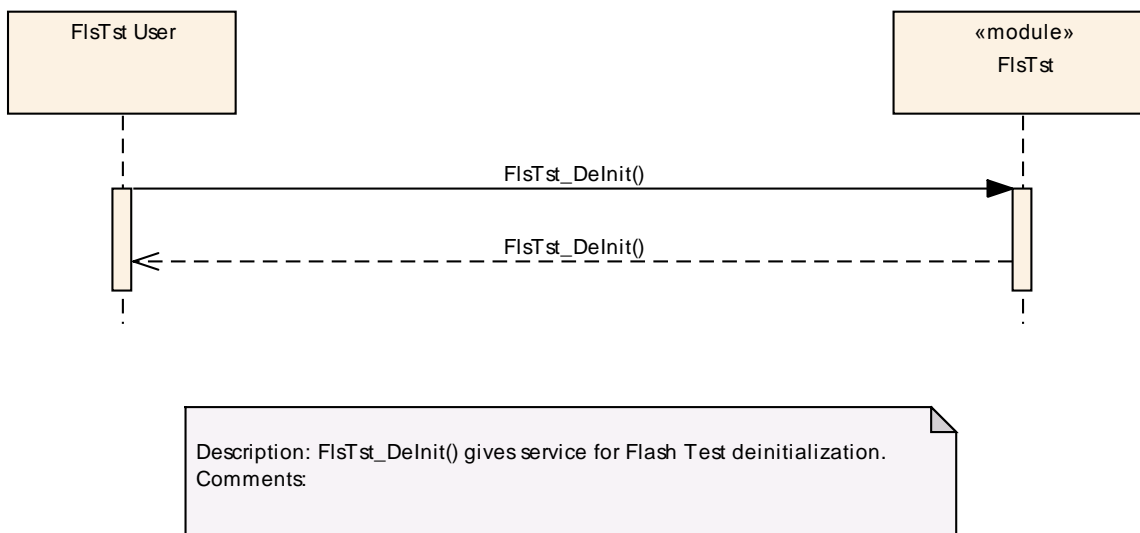 FlsTst User
«module»
FlsTst
FlsTst_DeInit()
FlsTst_DeInit()
Description: FlsTst_DeInit() gives service for Flash Test deinitialization.
Comments: